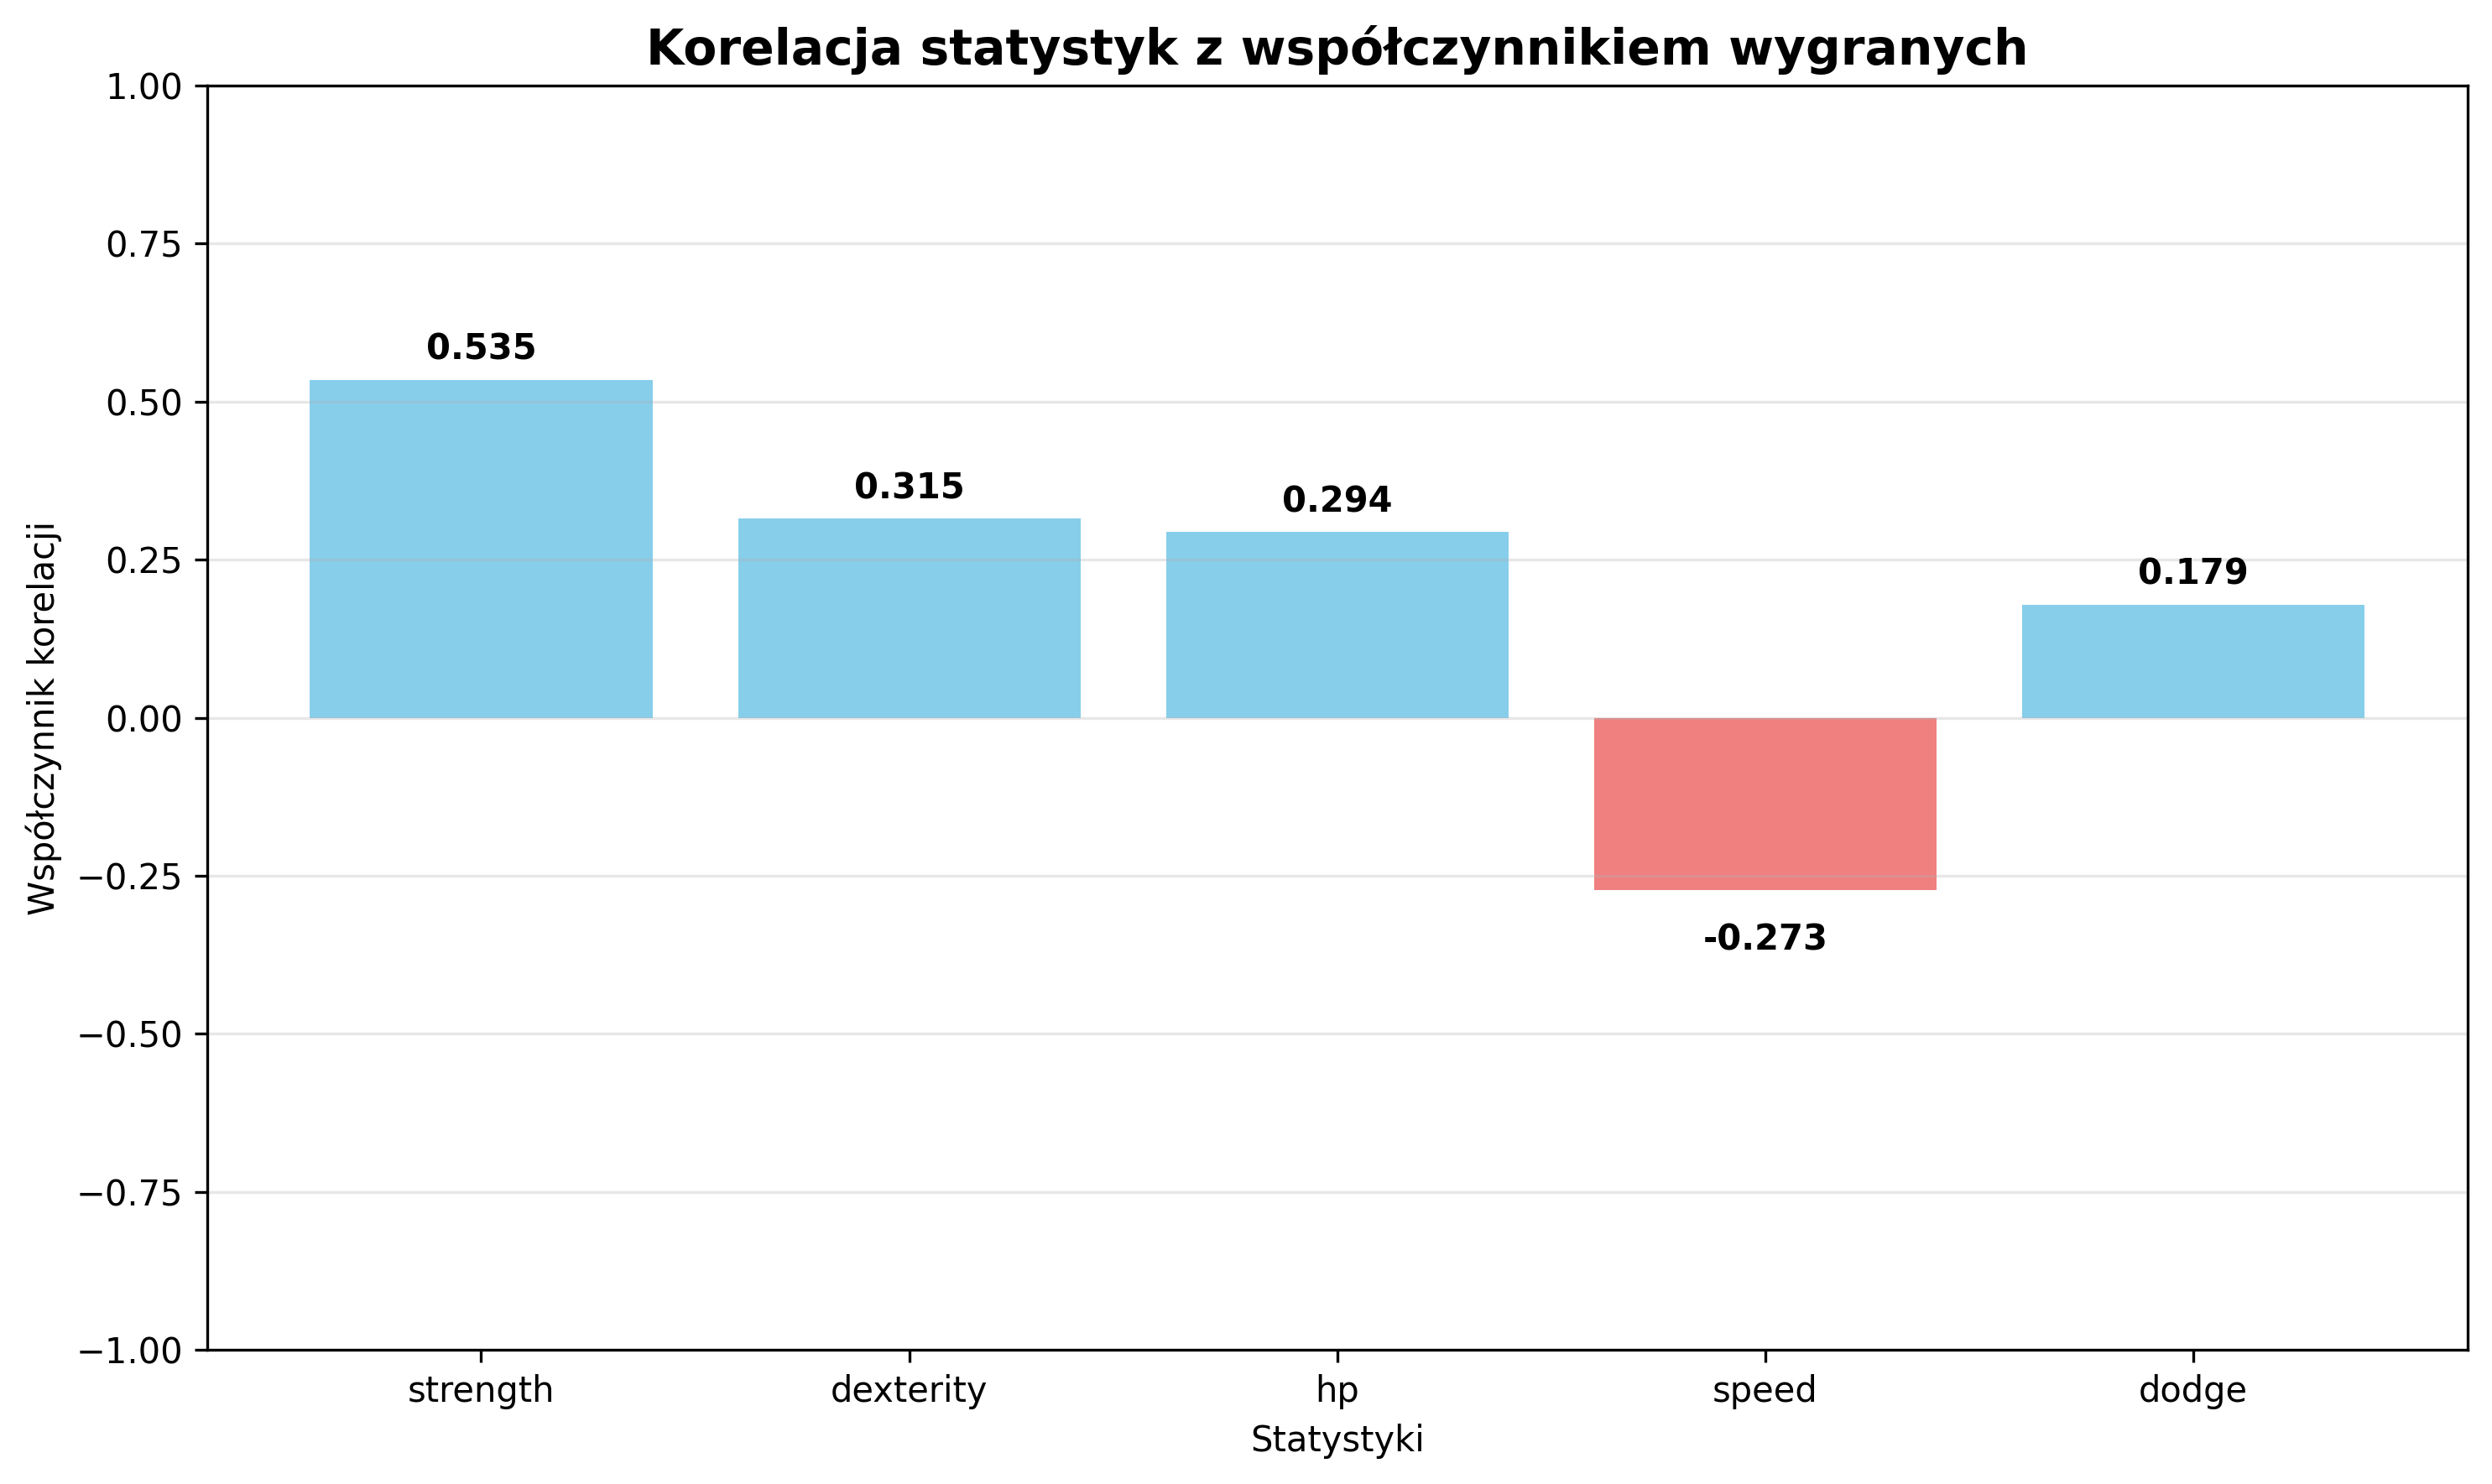 Korelacja statystyk z współczynnikiem wygranych
1.00
0.75
0.50
0.25
0.00
−0.25
−0.50
−0.75
−1.00
Współczynnik korelacji
0.535
0.315
0.294
-0.273
0.179
strength
dexterity
hp
speed
dodge
Statystyki